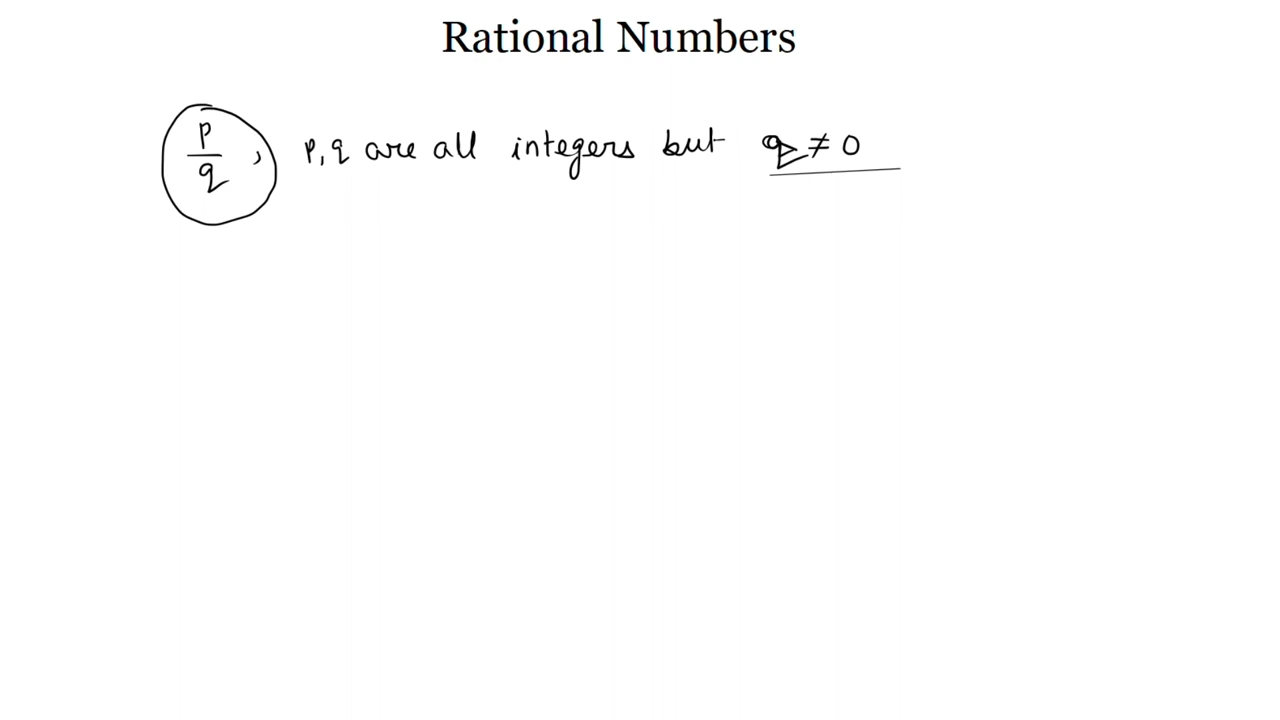 Rational Numbers
p/q, p, q are all integers but q ≠ 0